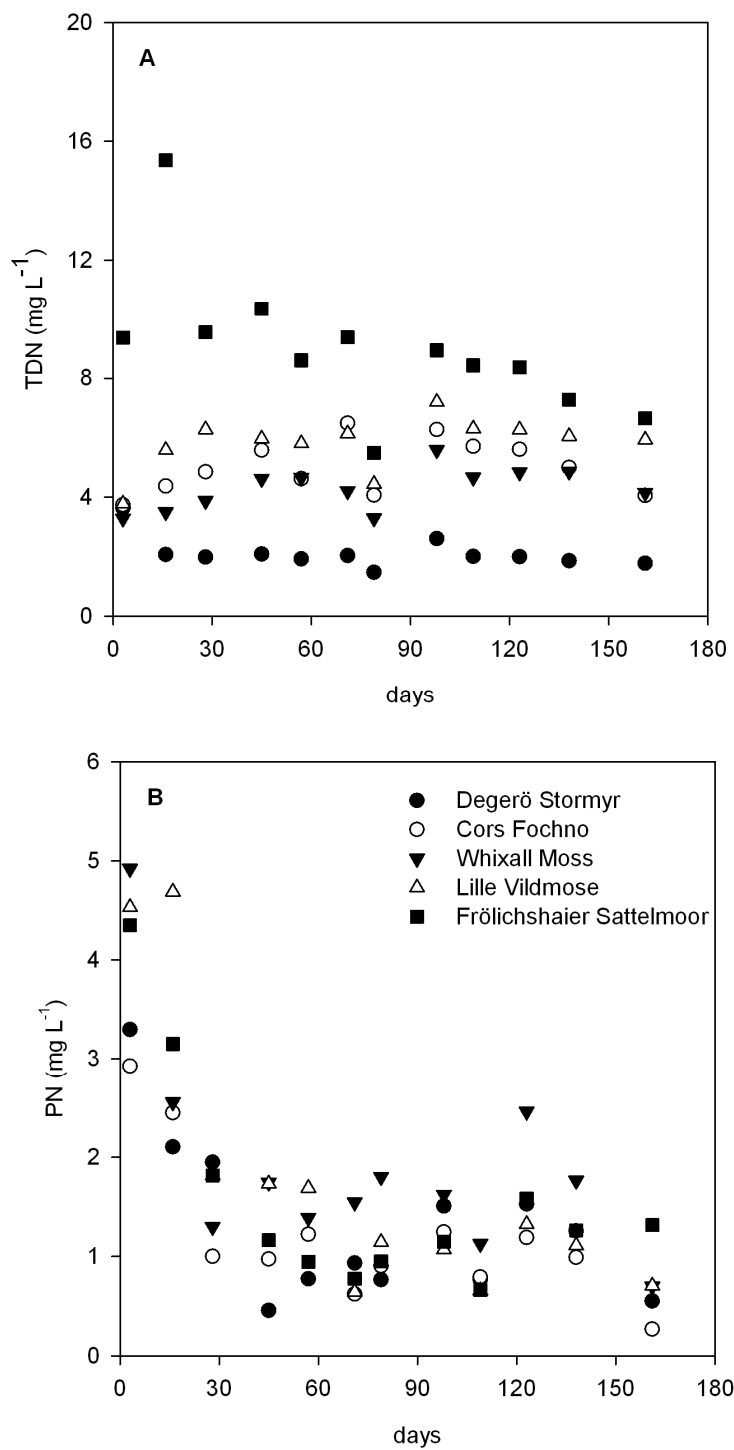 A
TDN (mg L-1)
20
16
12
8
4
0
0 30 60 90 120 150 180
days
B
PN (mg L-1)
6
5
4
3
2
1
0
Degerö Stormyr
Cors Fochno
Whixall Moss
Lille Vildmose
Frölichshaier Sattelmoor
0 30 60 90 120 150 180
days